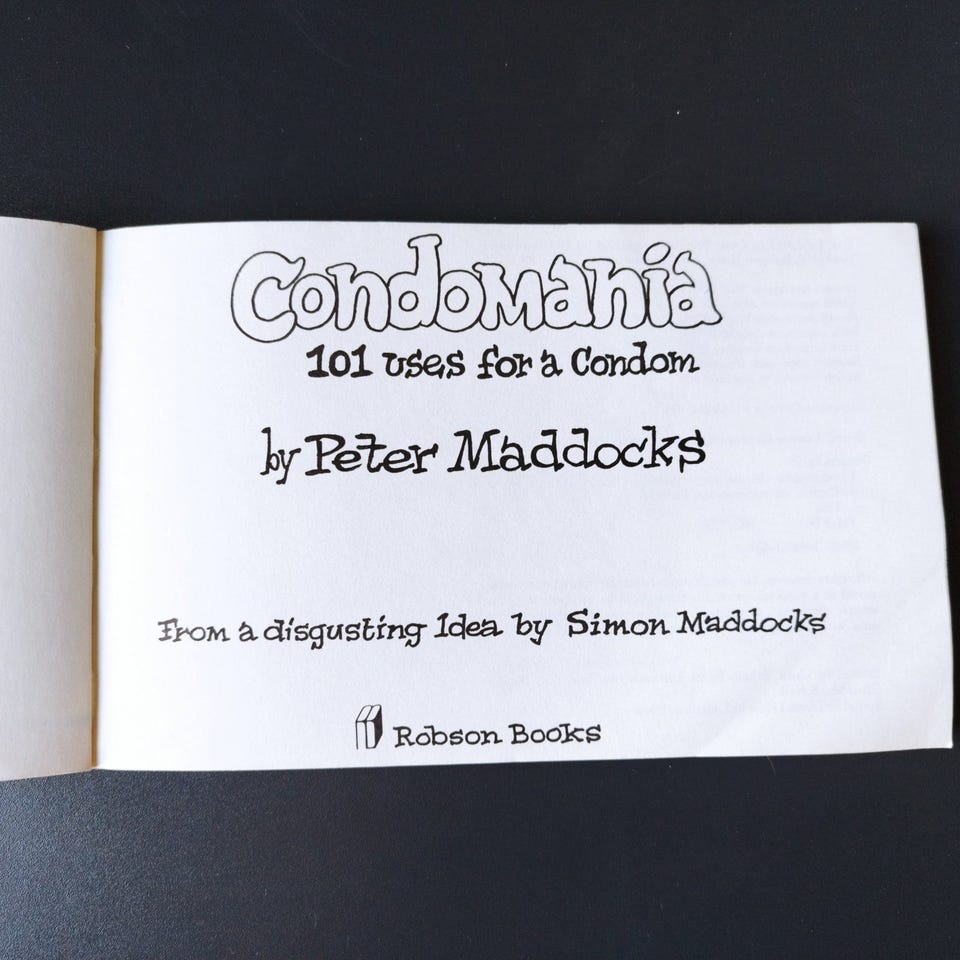 Condomania
101 uses for a Condom
by Peter Maddocks
From a disgusting Idea by Simon Maddocks
Robson Books